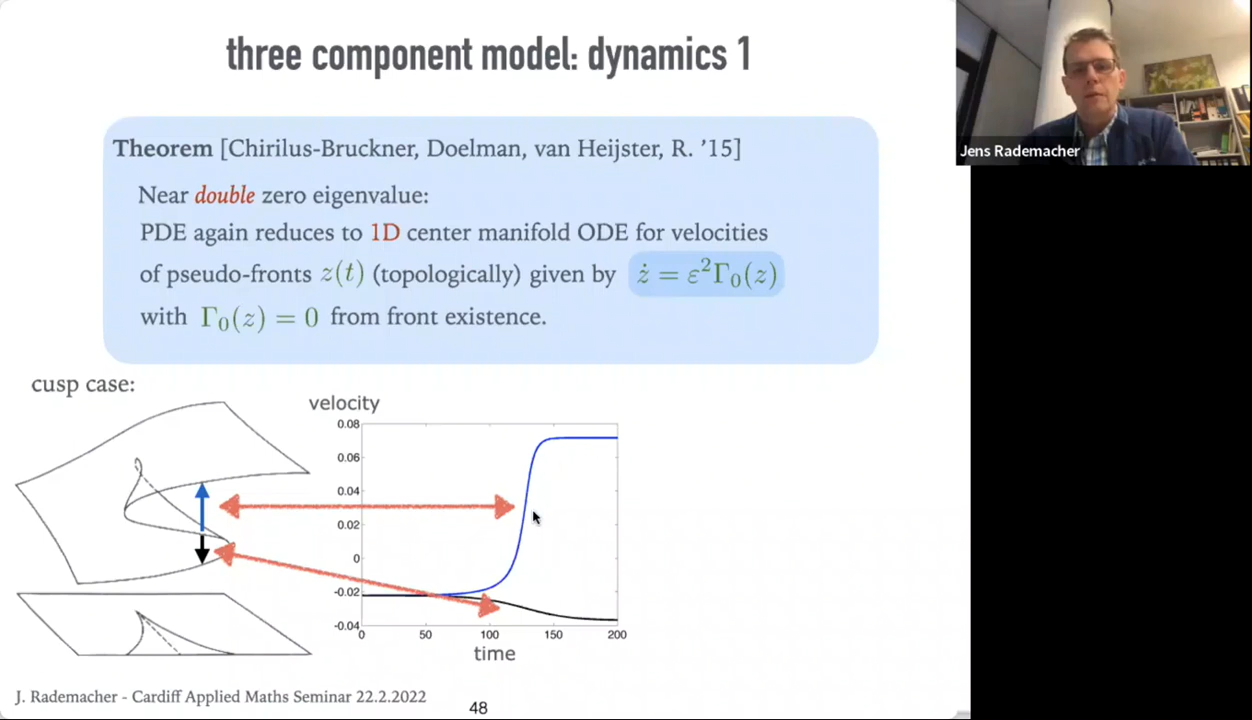 three component model: dynamics 1
Jens Rademacher
Theorem [Chirilus-Bruckner, Doelman, van Heijster, R. ’15]
Near double zero eigenvalue:
PDE again reduces to 1D center manifold ODE for velocities
of pseudo-fronts z(t) (topologically) given by ż = ε²Γ₀(z)
with Γ₀(z) = 0 from front existence.
cusp case:
velocity
0.08
0.06
0.04
0.02
0
-0.02
-0.04
0 50 100 150 200
time
J. Rademacher - Cardiff Applied Maths Seminar 22.2.2022
48